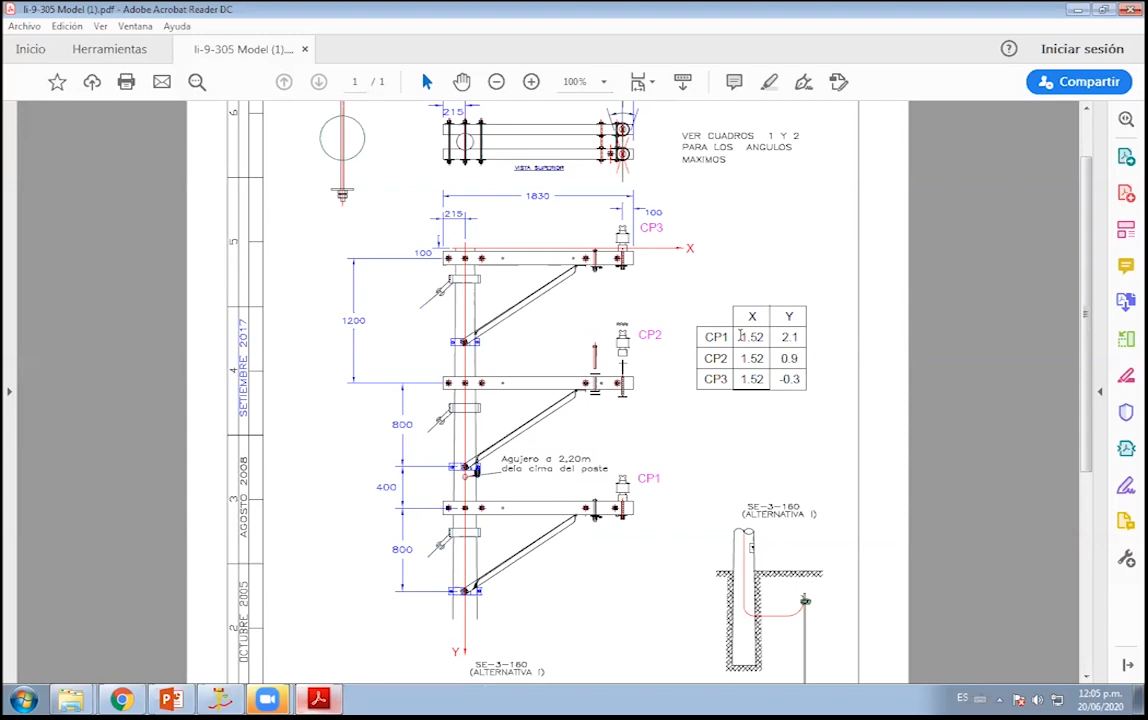 li-9-305 Model (1).pdf - Adobe Acrobat Reader DC
Archivo Edición Ver Ventana Ayuda
Inicio Herramientas li-9-305 Model (1).... × Iniciar sesión
1 / 1 100% Compartir
6
215
VISTA SUPERIOR
VER CUADROS 1 Y 2
PARA LOS ANGULOS
MAXIMOS
1830
215
100
CP3
5
X
100
1200
CP2
X Y
CP1 1.52 2.1
CP2 1.52 0.9
CP3 1.52 -0.3
SETIEMBRE 2017
4
800
Agujero a 2,20m
dela cima del poste
400
CP1
AGOSTO 2008
3
SE-3-160
(ALTERNATIVA I)
800
OCTUBRE 2005
2
Y
SE-3-160
(ALTERNATIVA I)
ES
12:05 p.m.
20/06/2020